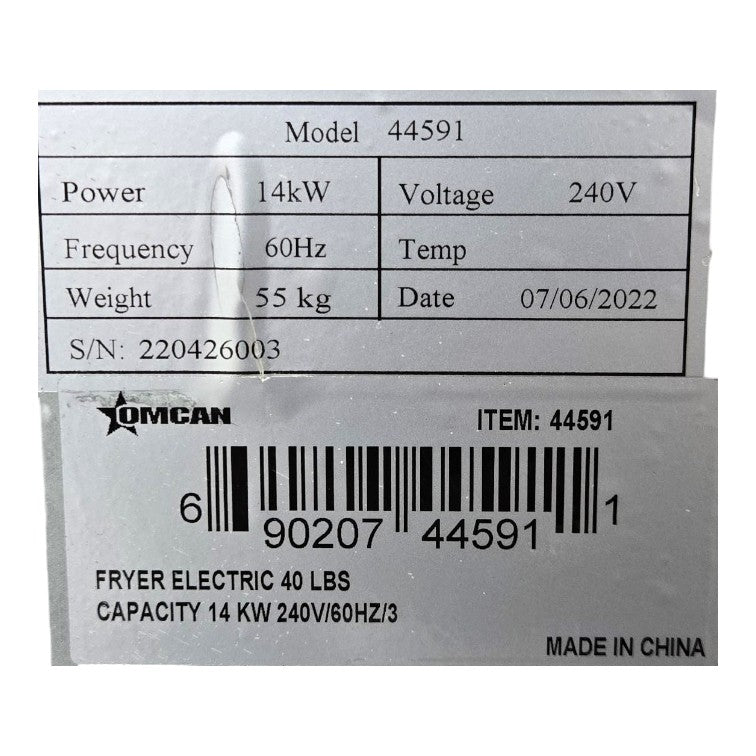 Model 44591
Power 14kW Voltage 240V
Frequency 60Hz Temp
Weight 55 kg Date 07/06/2022
S/N: 220426003
OMCAN ITEM: 44591
6 90207 44591 1
FRYER ELECTRIC 40 LBS
CAPACITY 14 KW 240V/60HZ/3
MADE IN CHINA